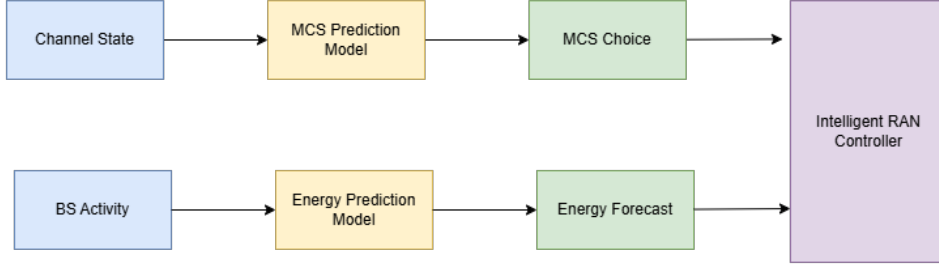 Channel State
MCS Prediction
Model
MCS Choice
Intelligent RAN
Controller
BS Activity
Energy Prediction
Model
Energy Forecast